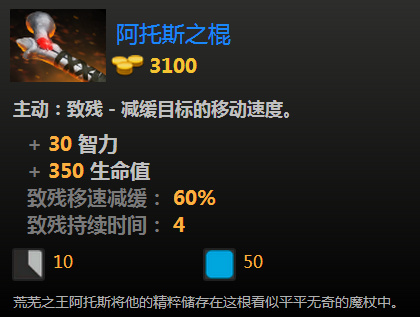 阿托斯之棍
3100
主动：致残 - 减缓目标的移动速度。
+ 30 智力
+ 350 生命值
致残移速减缓： 60%
致残持续时间： 4
10 50
荒芜之王阿托斯将他的精粹储存在这根看似平平无奇的魔杖中。